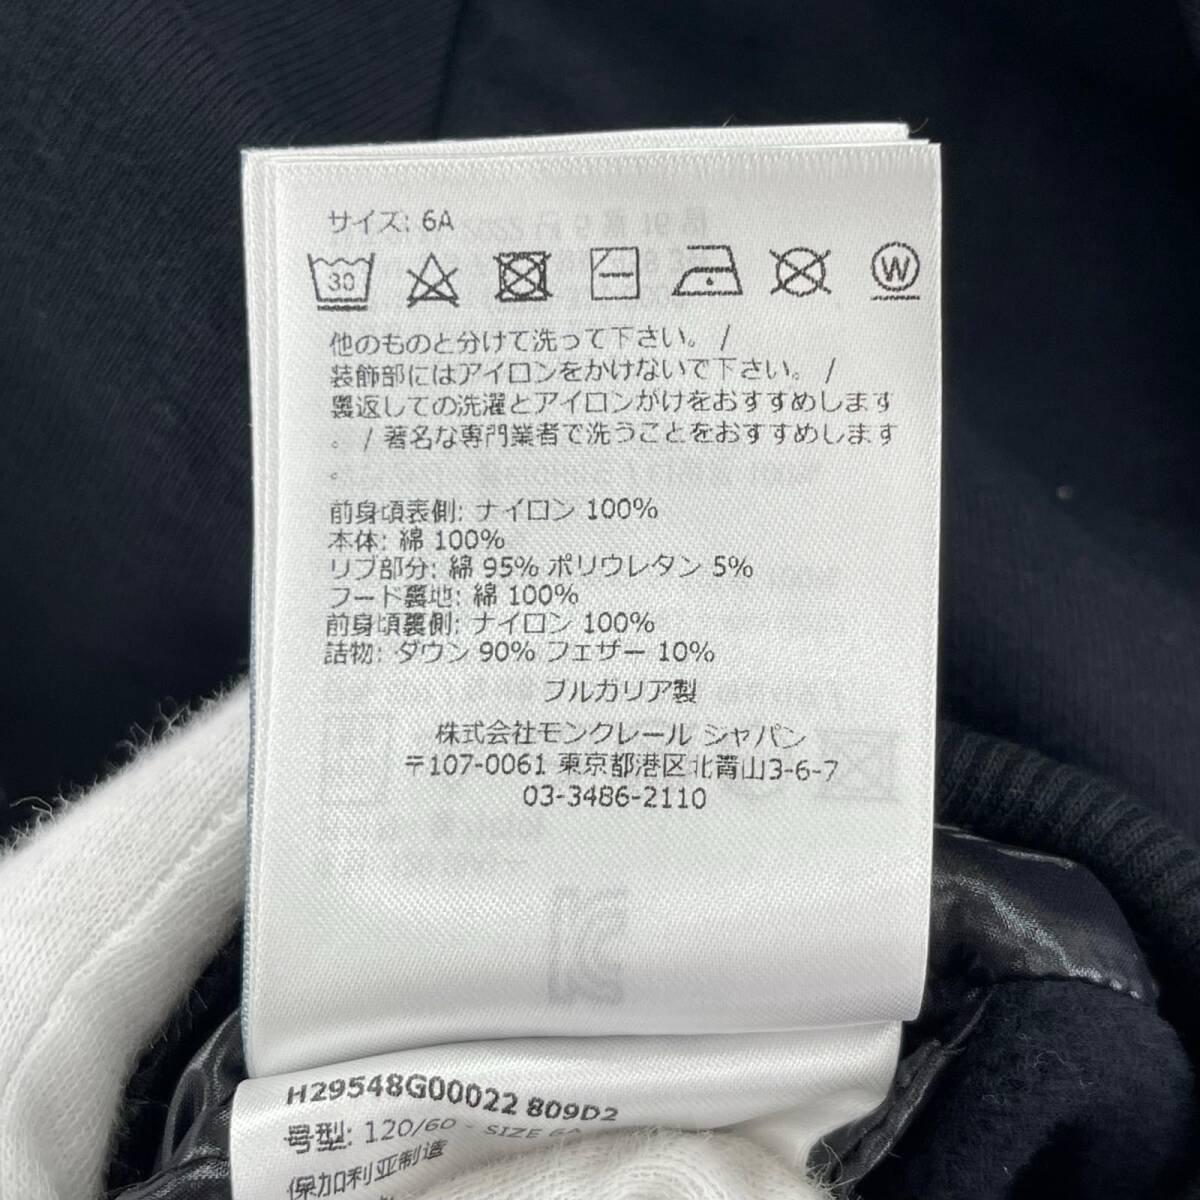 サイズ: 6A
30
W
他のものと分けて洗って下さい。 /
装飾部にはアイロンをかけないで下さい。 /
裏返しての洗濯とアイロンがけをおすすめします
。 / 著名な専門業者で洗うことをおすすめします
。
前身頃表側: ナイロン 100%
本体: 綿 100%
リブ部分: 綿 95% ポリウレタン 5%
フード裏地: 綿 100%
前身頃裏側: ナイロン 100%
詰物: ダウン 90% フェザー 10%
ブルガリア製
株式会社モンクレール ジャパン
〒107-0061 東京都港区北青山3-6-7
03-3486-2110
H29548G00022 809D2
号型: 120/60 - SIZE 6A
保加利亚制造